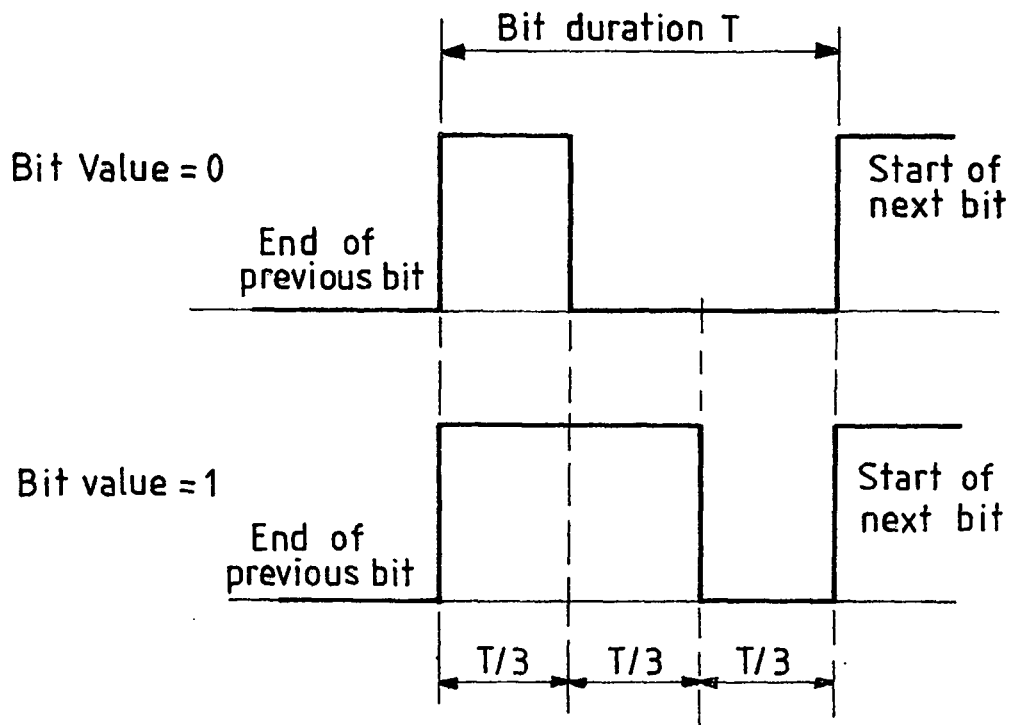 Bit duration T
Bit Value = 0
Start of
next bit
End of
previous bit
Bit value = 1
Start of
next bit
End of
previous bit
T/3
T/3
T/3